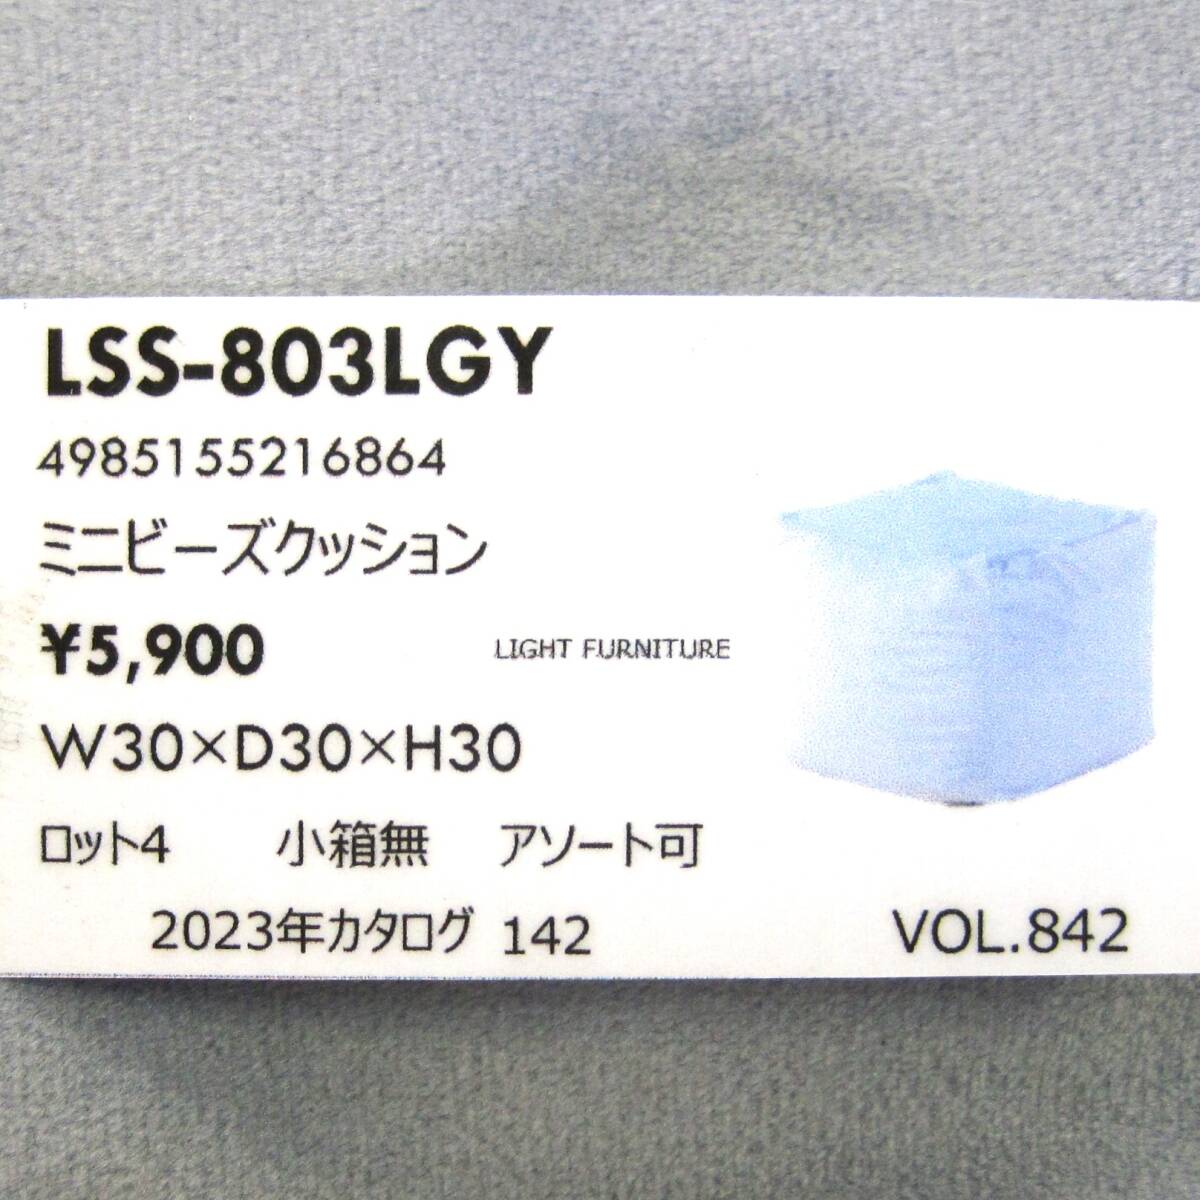 LSS-803LGY
4985155216864
ミニビーズクッション
¥5,900
LIGHT FURNITURE
W30×D30×H30
ロット4 小箱無 アソート可
2023年カタログ 142 VOL.842